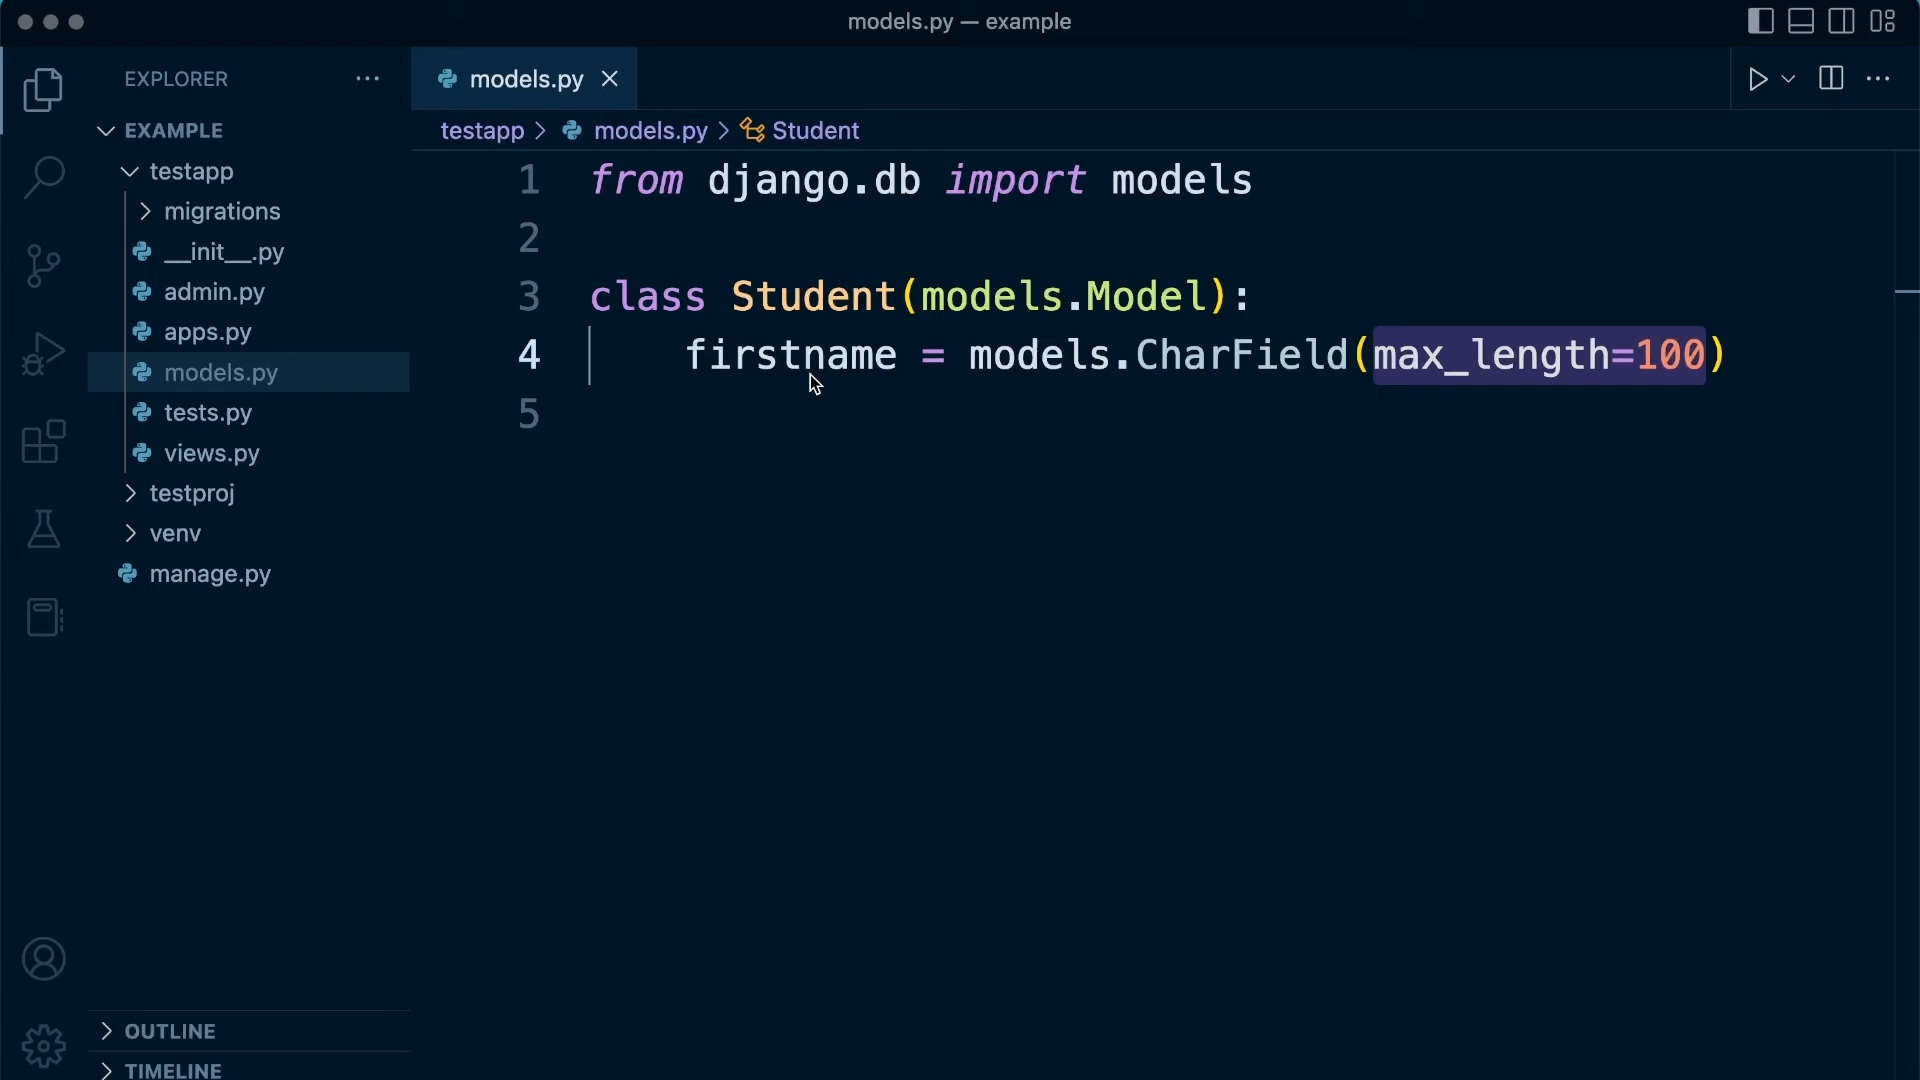 models.py — example
EXPLORER
models.py
EXAMPLE
testapp > models.py > Student
testapp
migrations
__init__.py
admin.py
apps.py
models.py
tests.py
views.py
testproj
venv
manage.py
1 from django.db import models
2
3 class Student(models.Model):
4 firstname = models.CharField(max_length=100)
5
OUTLINE
TIMELINE